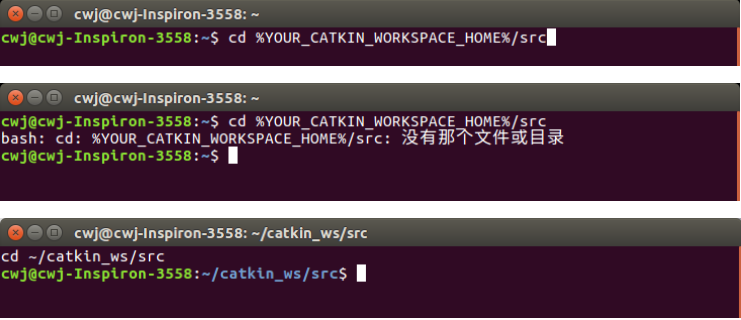 cwj@cwj-Inspiron-3558: ~
cwj@cwj-Inspiron-3558:~$ cd %YOUR_CATKIN_WORKSPACE_HOME%/src
cwj@cwj-Inspiron-3558: ~
cwj@cwj-Inspiron-3558:~$ cd %YOUR_CATKIN_WORKSPACE_HOME%/src
bash: cd: %YOUR_CATKIN_WORKSPACE_HOME%/src: 没有那个文件或目录
cwj@cwj-Inspiron-3558:~$
cwj@cwj-Inspiron-3558: ~/catkin_ws/src
cd ~/catkin_ws/src
cwj@cwj-Inspiron-3558:~/catkin_ws/src$